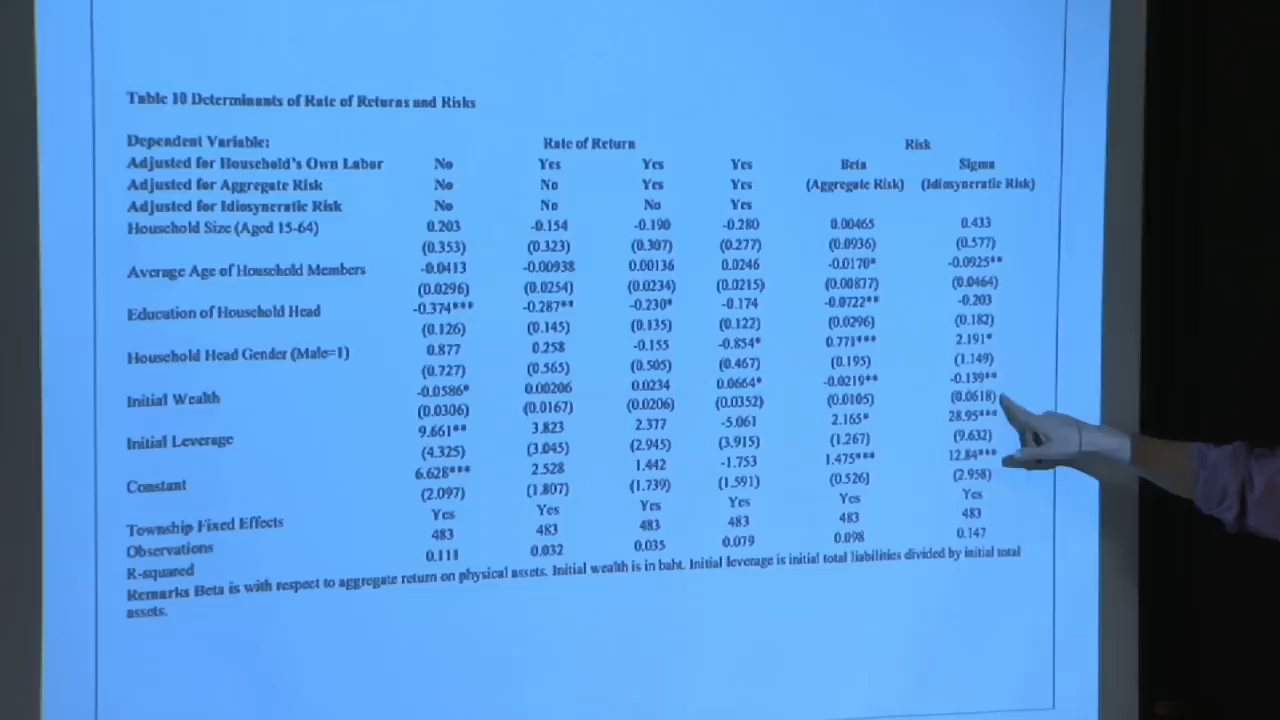 Table 10 Determinants of Rate of Returns and Risks
Dependent Variable: Rate of Return Risk
Adjusted for Household's Own Labor No Yes Yes Yes Beta Sigma
Adjusted for Aggregate Risk No No Yes Yes (Aggregate Risk) (Idiosyncratic Risk)
Adjusted for Idiosyncratic Risk No No No Yes
Household Size (Aged 15-64) 0.203 -0.154 -0.190 -0.280 0.00465 0.433
(0.353) (0.323) (0.307) (0.277) (0.0936) (0.577)
Average Age of Household Members -0.0413 -0.00938 0.00136 0.0246 -0.0170* -0.0925**
(0.0296) (0.0254) (0.0234) (0.0215) (0.00877) (0.0464)
Education of Household Head -0.374*** -0.287** -0.230* -0.174 -0.0722** -0.203
(0.126) (0.145) (0.135) (0.122) (0.0296) (0.182)
Household Head Gender (Male=1) 0.877 0.258 -0.155 -0.854* 0.771*** 2.191*
(0.727) (0.565) (0.505) (0.467) (0.195) (1.149)
Initial Wealth -0.0586* 0.00206 0.0234 0.0664* -0.0219** -0.139**
(0.0306) (0.0167) (0.0206) (0.0352) (0.0105) (0.0618)
Initial Leverage 9.661** 3.823 2.377 -5.061 2.165* 28.95***
(4.325) (3.045) (2.945) (3.915) (1.267) (9.632)
Constant 6.628*** 2.528 1.442 -1.753 1.475*** 12.84***
(2.097) (1.807) (1.739) (1.591) (0.526) (2.958)
Township Fixed Effects Yes Yes Yes Yes Yes Yes
Observations 483 483 483 483 483 483
R-squared 0.111 0.032 0.035 0.079 0.098 0.147
Remarks Beta is with respect to aggregate return on physical assets. Initial wealth is in baht. Initial leverage is initial total liabilities divided by initial total
assets.